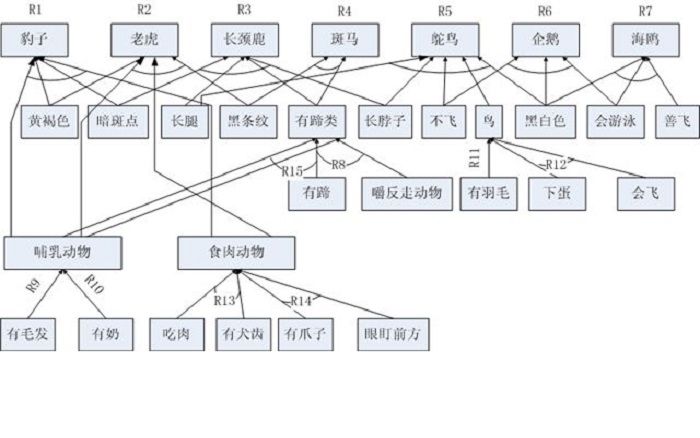 R1 R2 R3 R4 R5 R6 R7
豹子 老虎 长颈鹿 斑马 鸵鸟 企鹅 海鸥
黄褐色 暗斑点 长腿 黑条纹 有蹄类 长脖子 不飞 鸟 黑白色 会游泳 善飞
R15 R8 R11 R12
有蹄 嚼反走动物 有羽毛 下蛋 会飞
哺乳动物 食肉动物
R9 R10 R13 R14
有毛发 有奶 吃肉 有犬齿 有爪子 眼盯前方